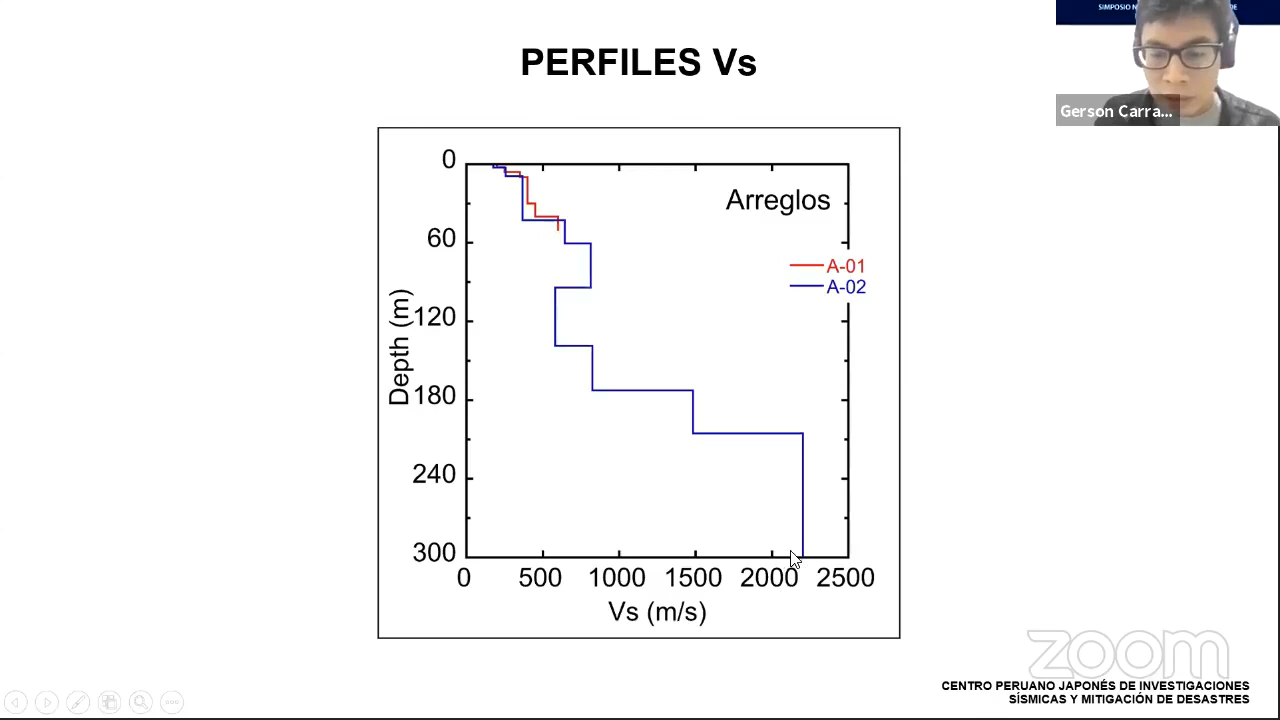 PERFILES Vs
Gerson Carra...
0
60
120
180
240
300
Depth (m)
Arreglos
A-01
A-02
0 500 1000 1500 2000 2500
Vs (m/s)
zoom
CENTRO PERUANO JAPONÉS DE INVESTIGACIONES
SÍSMICAS Y MITIGACIÓN DE DESASTRES